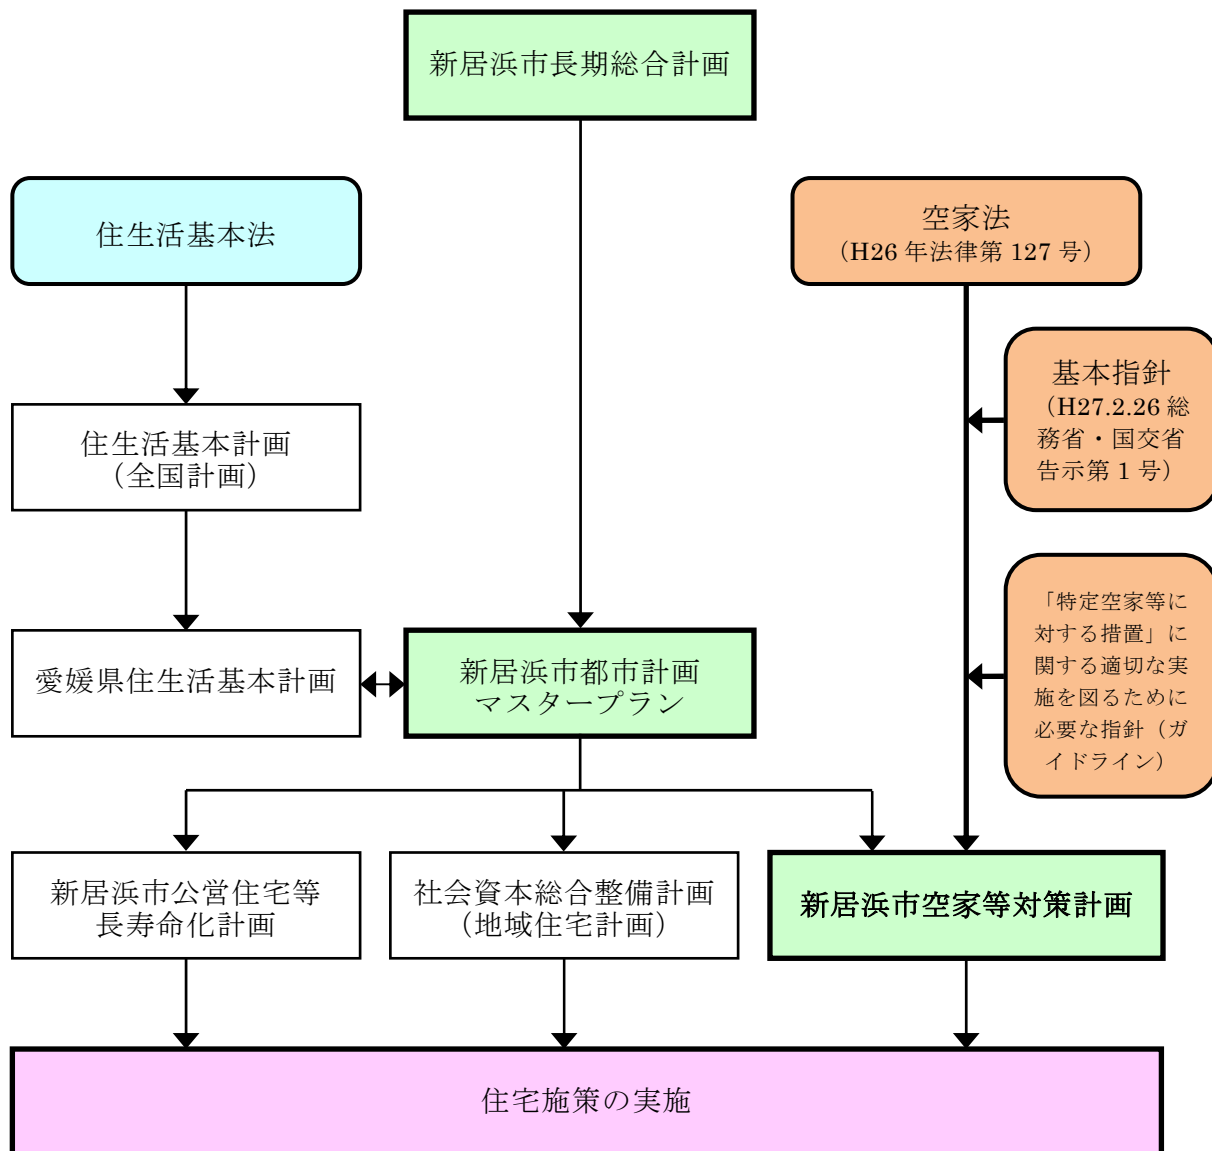 新居浜市長期総合計画
住生活基本法
空家法
（H26 年法律第 127 号）
基本指針
（H27.2.26 総
務省・国交省
告示第 1 号）
住生活基本計画
（全国計画）
「特定空家等に
対する措置」に
関する適切な実
施を図るために
必要な指針（ガ
イドライン）
愛媛県住生活基本計画
新居浜市都市計画
マスタープラン
新居浜市公営住宅等
長寿命化計画
社会資本総合整備計画
（地域住宅計画）
新居浜市空家等対策計画
住宅施策の実施